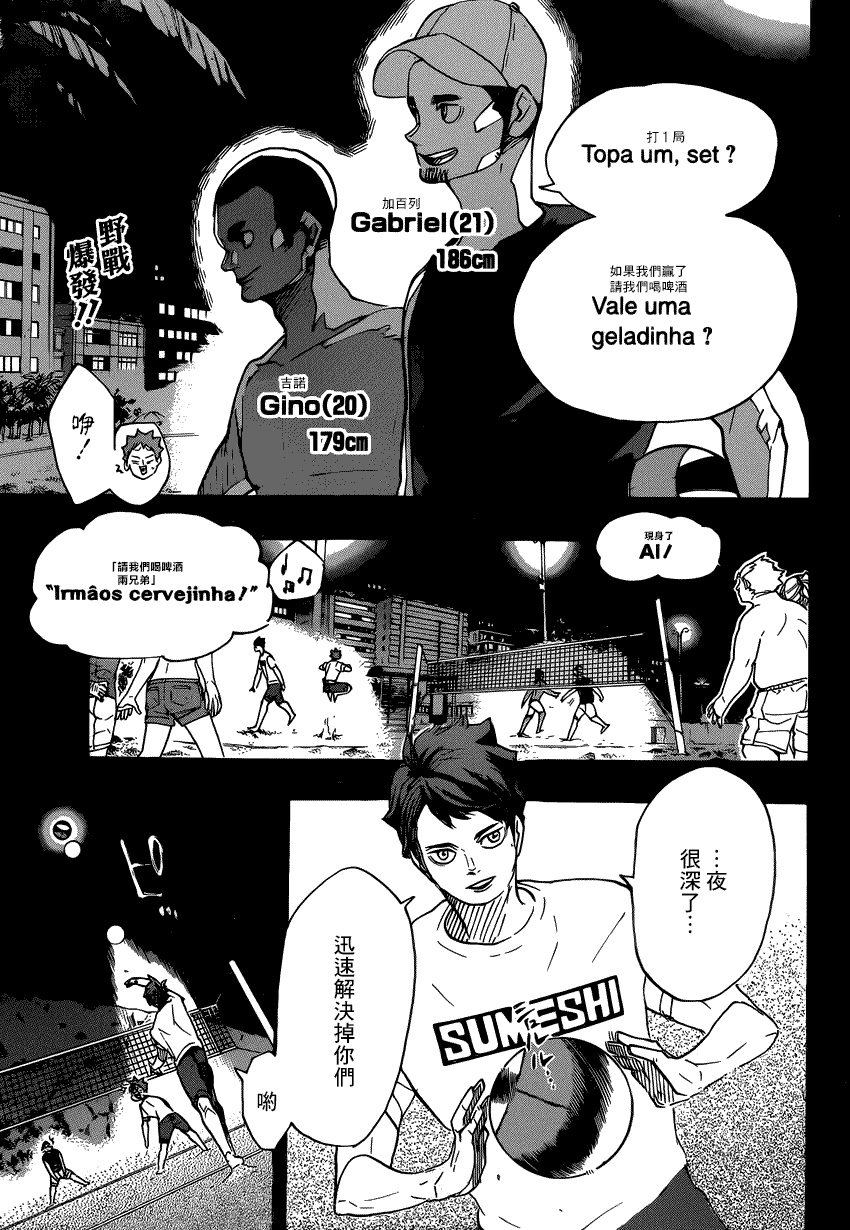 打1局
Topa um, set?
如果我們贏了
請我們喝啤酒
Vale uma
geladinha?
加百列
Gabriel(21)
186cm
野戰
爆發!!
吉諾
Gino(20)
179cm
咿!
現身了
AI!
「請我們喝啤酒
兩兄弟」
"Irmâos cervejinha!"
…夜
很深了…
SUMESHI
迅速解決掉你們
喲
ピ